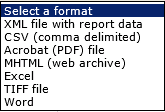 Select a format
XML file with report data
CSV (comma delimited)
Acrobat (PDF) file
MHTML (web archive)
Excel
TIFF file
Word